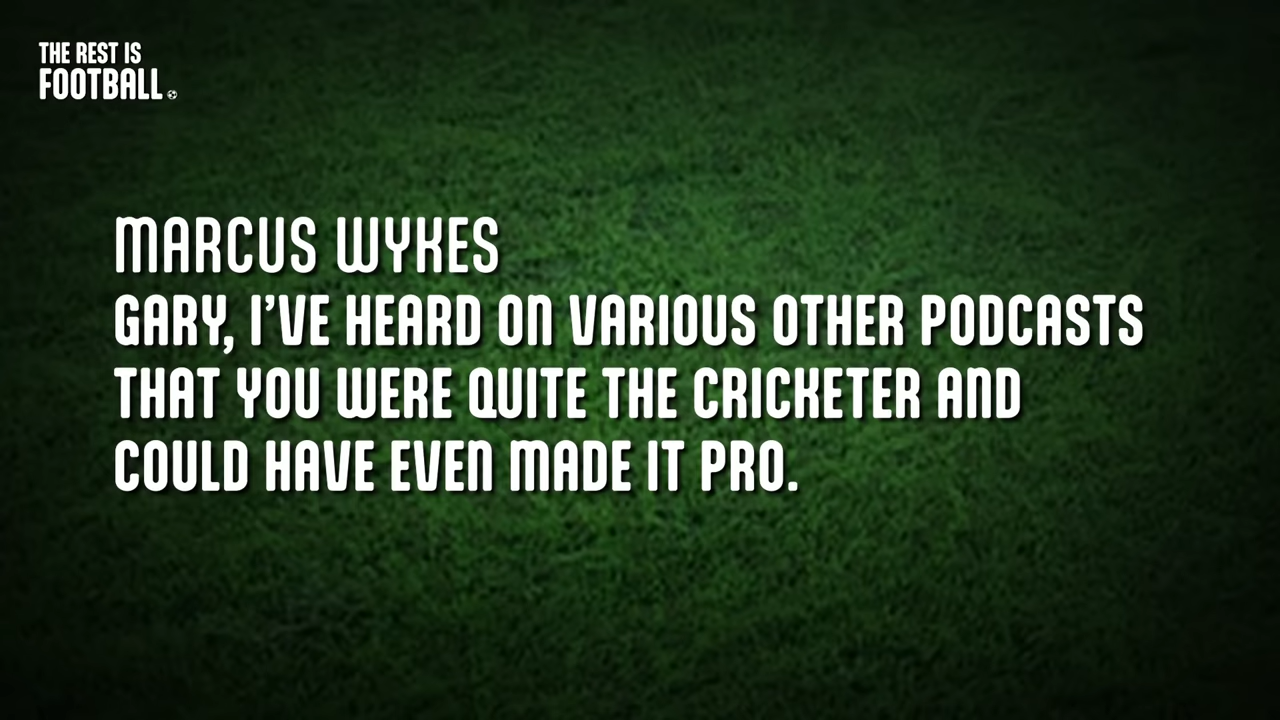 THE REST IS
FOOTBALL
MARCUS WYKES
GARY, I'VE HEARD ON VARIOUS OTHER PODCASTS
THAT YOU WERE QUITE THE CRICKETER AND
COULD HAVE EVEN MADE IT PRO.